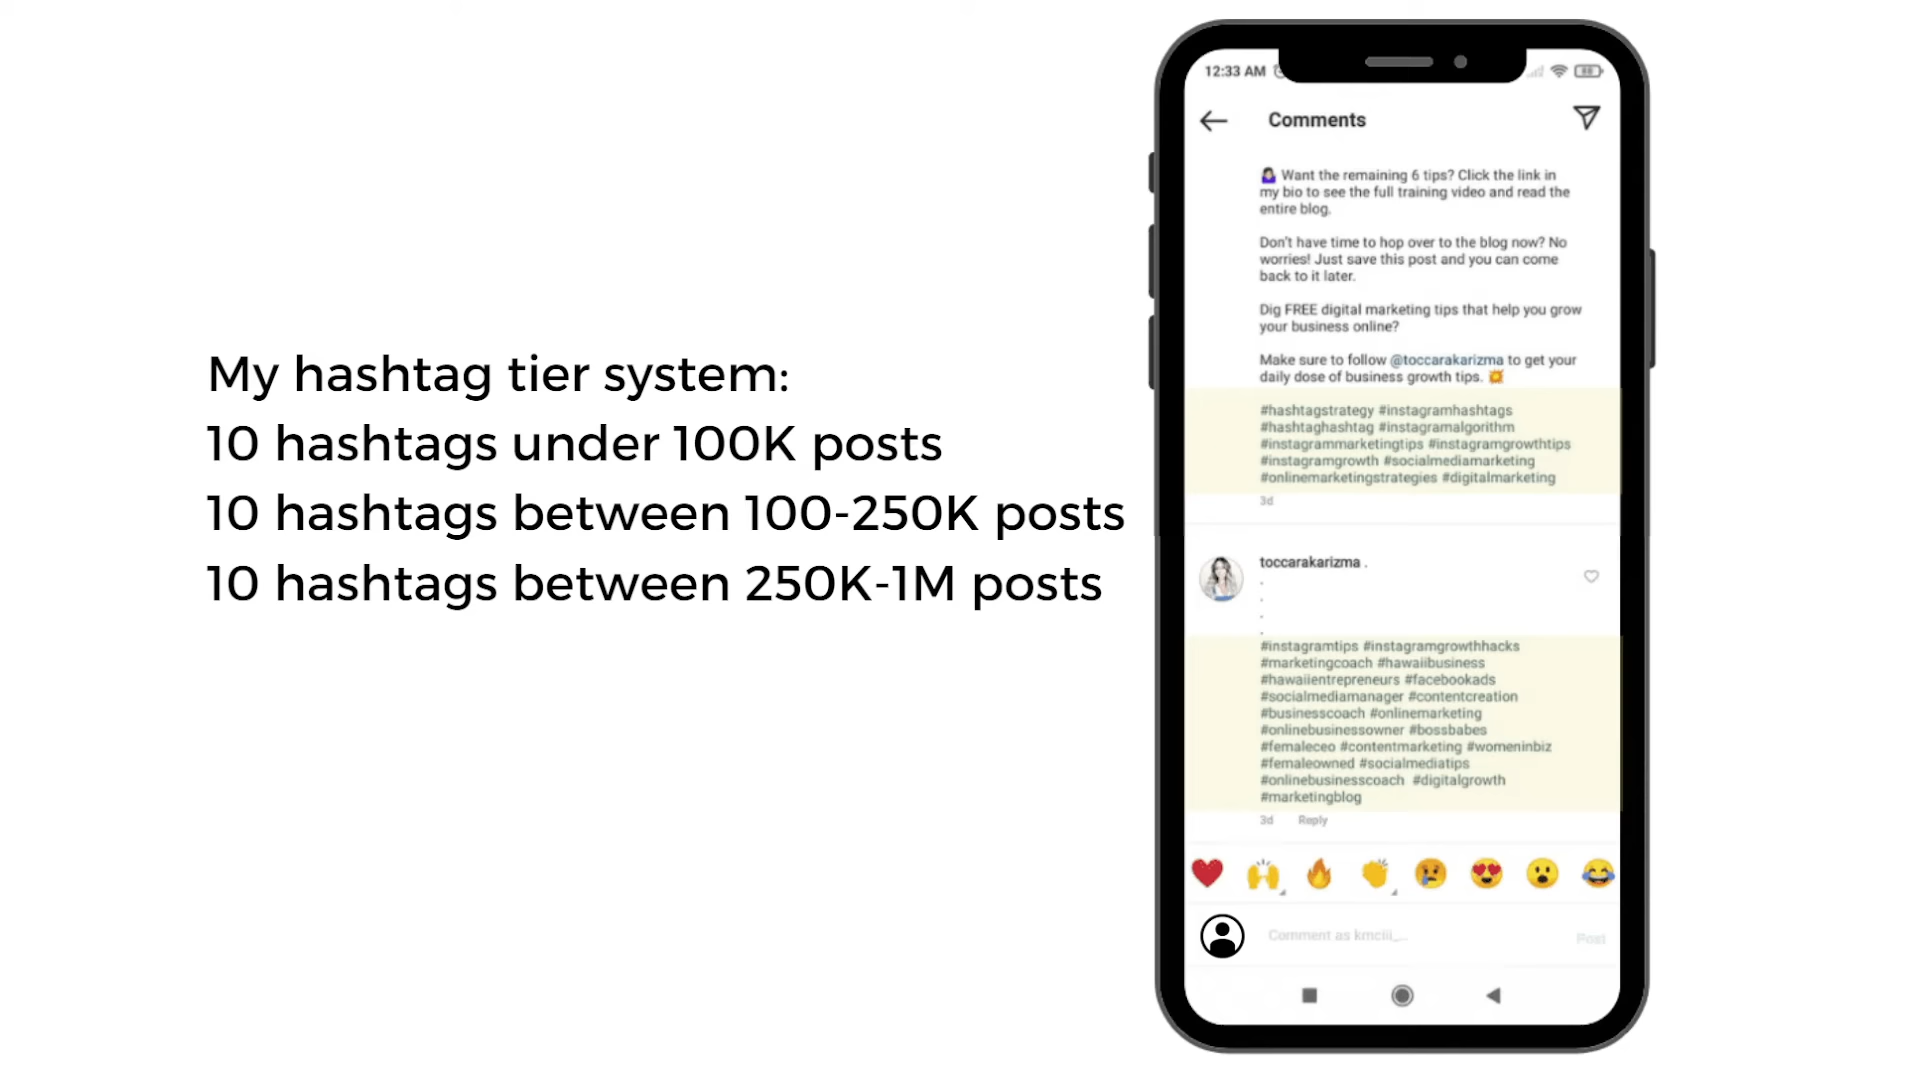 My hashtag tier system:
10 hashtags under 100K posts
10 hashtags between 100-250K posts
10 hashtags between 250K-1M posts
12:33 AM
Comments
Want the remaining 6 tips? Click the link in
my bio to see the full training video and read the
entire blog.
Don't have time to hop over to the blog now? No
worries! Just save this post and you can come
back to it later.
Dig FREE digital marketing tips that help you grow
your business online?
Make sure to follow @toccarakarizma to get your
daily dose of business growth tips.
#hashtagstrategy #instagramhashtags
#hashtaghashtag #instagramalgorithm
#instagrammarketingtips #instagramgrowthtips
#instagramgrowth #socialmediamarketing
#onlinemarketingstrategies #digitalmarketing
3d
toccarakarizma .
.
.
.
.
#instagramtips #instagramgrowthhacks
#marketingcoach #hawaiibusiness
#hawaiientrepreneurs #facebookads
#socialmediamanager #contentcreation
#businesscoach #onlinemarketing
#onlinebusinessowner #bossbabes
#femaleceo #contentmarketing #womeninbiz
#femaleowned #socialmediatips
#onlinebusinesscoach #digitalgrowth
#marketingblog
3d Reply
Comment as kmciii_...
Post